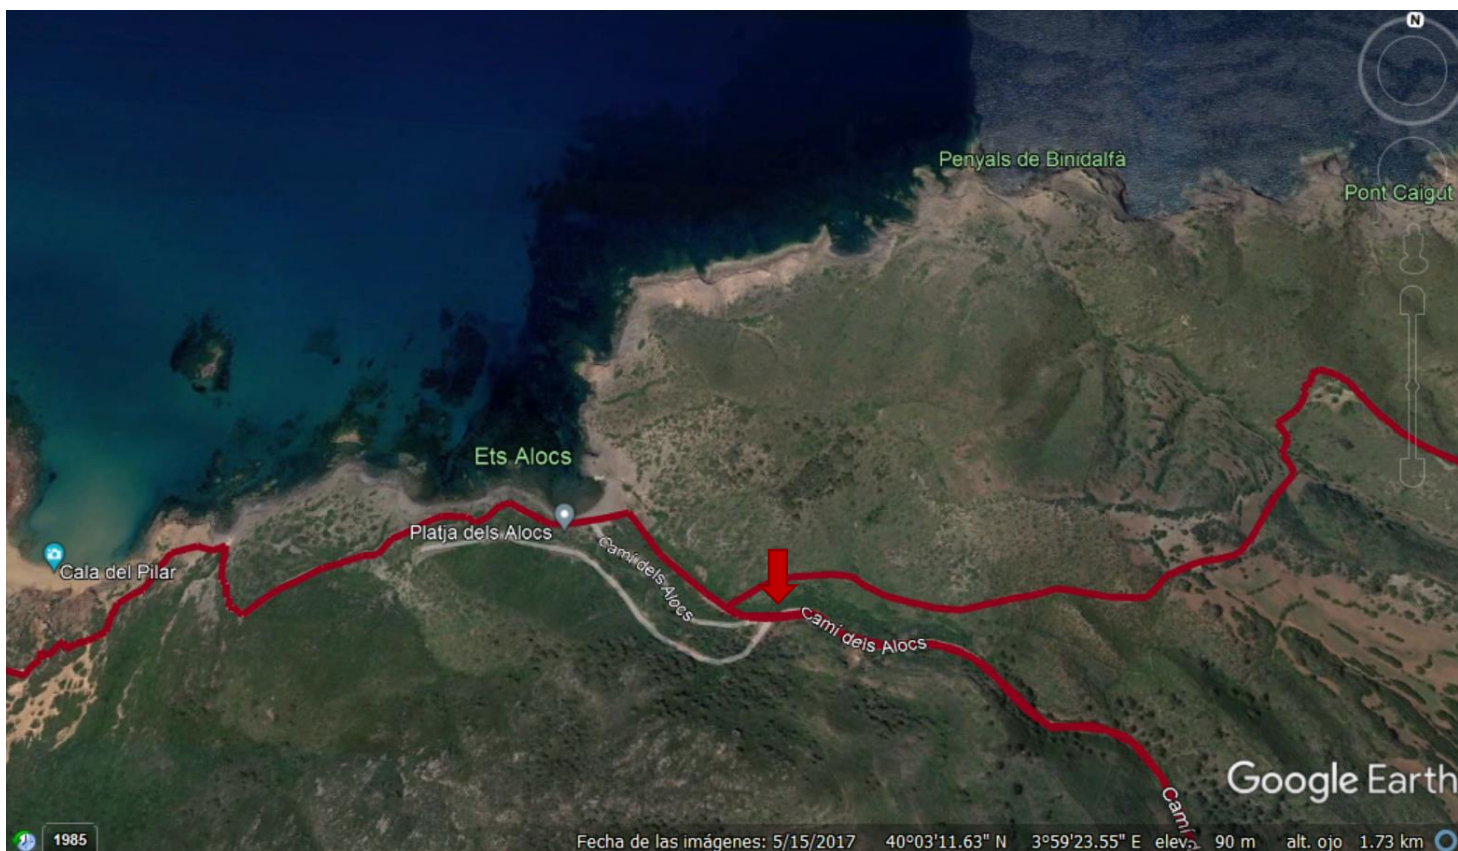 N
Penyals de Binidalfà
Pont Caigut
Ets Alocs
Platja dels Alocs
Camí dels Alocs
Cala del Pilar
Camí dels Alocs
Google Earth
Camí d
1985
Fecha de las imágenes: 5/15/2017 40°03'11.63" N 3°59'23.55" E elev. 90 m alt. ojo 1.73 km